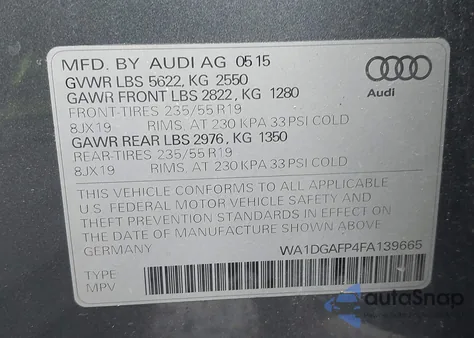 MFD. BY AUDI AG 05 15
GVWR LBS 5622, KG 2550
GAWR FRONT LBS 2822, KG 1280
FRONT-TIRES 235/55 R19
8JX19 RIMS, AT 230 KPA 33 PSI COLD
GAWR REAR LBS 2976, KG 1350
REAR-TIRES 235/55 R19
8JX19 RIMS, AT 230 KPA 33 PSI COLD
THIS VEHICLE CONFORMS TO ALL APPLICABLE
U.S. FEDERAL MOTOR VEHICLE SAFETY AND
THEFT PREVENTION STANDARDS IN EFFECT ON
DATE OF MANUFACTURE SHOWN ABOVE
GERMANY WA1DGAFP4FA139665
TYPE
MPV
Audi
autoSnap